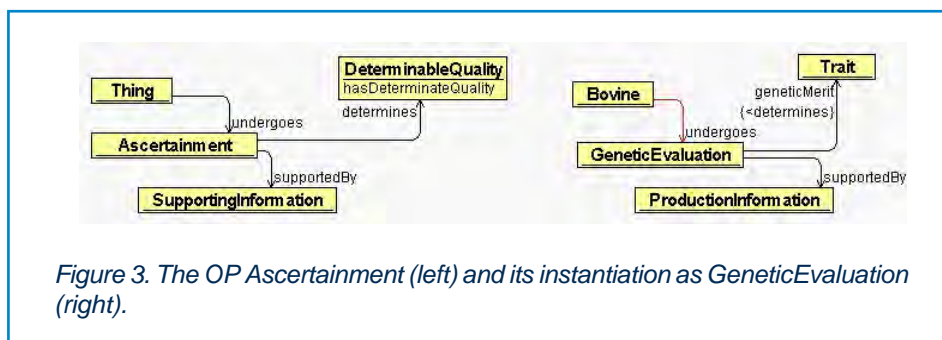 Thing
undergoes
Ascertainment
supportedBy
SupportingInformation
DeterminableQuality
hasDeterminateQuality
determines
Bovine
undergoes
GeneticEvaluation
supportedBy
ProductionInformation
Trait
geneticMerit
{<determines}
Figure 3. The OP Ascertainment (left) and its instantiation as GeneticEvaluation
(right).